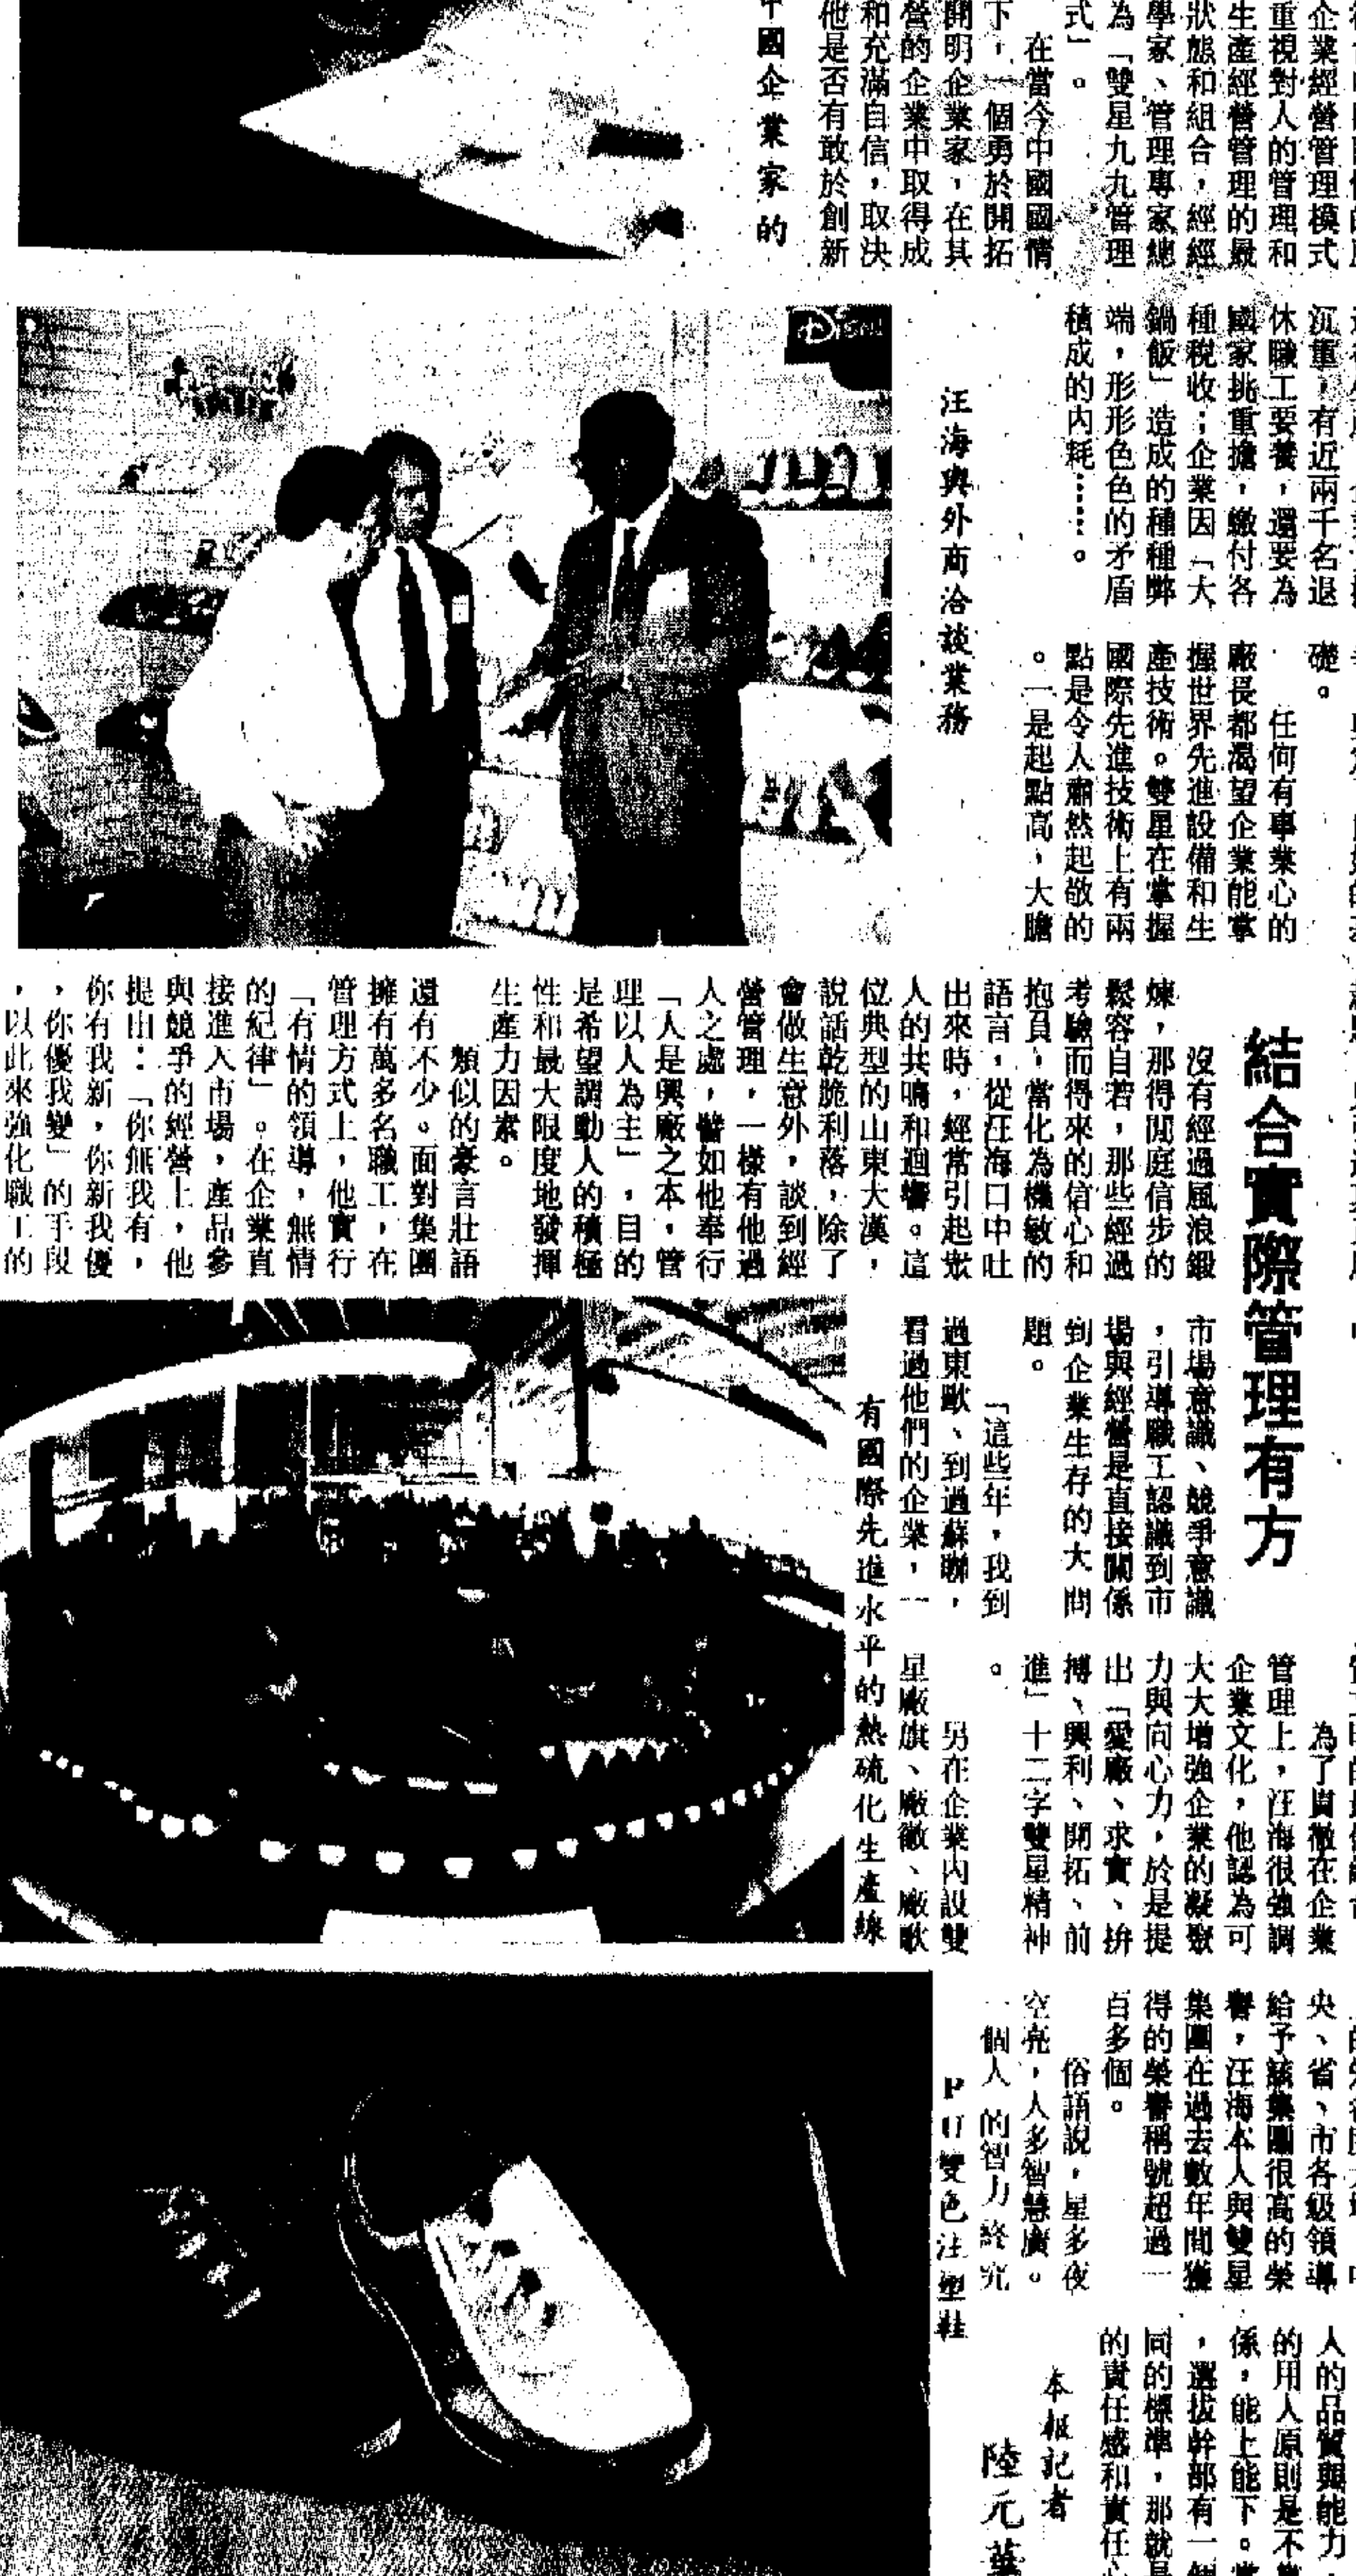 企業經營管理模式
重視對人的管理和
生產經營管理的最
狀態和組合，經經
學家、管理專家總
為「雙星九九管理
式」。
在當今中國國情
下，一個勇於開拓
開明企業家，在其
營的企業中取得成
和充滿自信，取決
他是否有敢於創新
中國企業家的
沉重，有近兩千名退
休職工要養，還要為
國家挑重擔，繳付各
種稅收；企業因「大
鍋飯」造成的種種弊
端，形形色色的矛盾
積成的內耗……。
汪海與外商洽談業務
礎。
任何有事業心的
廠長都渴望企業能掌
握世界先進設備和生
產技術。雙星在掌握
國際先進技術上有兩
點是令人肅然起敬的
。一是起點高，大膽
結合實際管理有方
沒有經過風浪鍛
煉，那得閒庭信步的
鬆容自若，那些經過
考驗而得來的信心和
抱負，當化為機敏的
語言，從汪海口中吐
出來時，經常引起眾
人的共鳴和迴響。這
位典型的山東大漢，
說話乾脆利落，除了
會做生意外，談到經
營管理，一樣有他過
人之處，譬如他奉行
「人是興廠之本，管
理以人為主」，目的
是希望調動人的積極
性和最大限度地發揮
生產力因素。
類似的豪言壯語
還有不少。面對集團
擁有萬多名職工，在
管理方式上，他實行
「有情的領導，無情
的紀律」。在企業直
接進入市場，產品參
與競爭的經營上，他
提出：「你無我有，
你有我新，你新我優
，你優我變」的手段
，以此來強化職工的
市場意識、競爭意識
，引導職工認識到市
場與經營是直接關係
到企業生存的大問
題。
「這些年，我到
過東歐、到過蘇聯，
看過他們的企業，一
有國際先進水平的熱硫化生產線
為了貫徹在企業
管理上，汪海很強調
企業文化，他認為可
大大增強企業的凝聚
力與向心力，於是提
出「愛廠、求實、拚
搏、興利、開拓、前
進」十二字雙星精神
。
另在企業內設雙
星廠旗、廠徽、廠歌
央、省、市各級領導
給予該集團很高的榮
譽，汪海本人與雙星
集團在過去數年間獲
得的榮譽稱號超過一
百多個。
俗語說，星多夜
空亮，人多智慧廣。
一個人的智力終究
PU雙色注塑鞋
人的品質與能力，
的用人原則是不
係，能上能下。
，選拔幹部有一個
同的標準，那就是
的責任感和責任心
本報記者
陸元